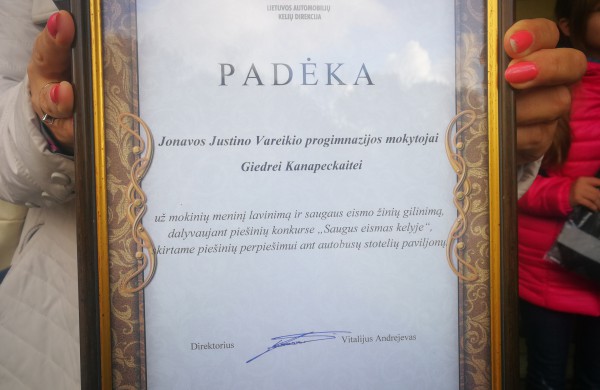 LIETUVOS AUTOMOBILIŲ
KELIŲ DIREKCIJA
PADĖKA
Jonavos Justino Vareikio progimnazijos mokytojai
Giedrei Kanapeckaitei
už mokinių meninį lavinimą ir saugaus eismo žinių gilinimą,
dalyvaujant piešinių konkurse „Saugus eismas kelyje“,
skirtame piešinių perpiešimui ant autobusų stotelių paviljonų.
Direktorius Vitalijus Andrejevas